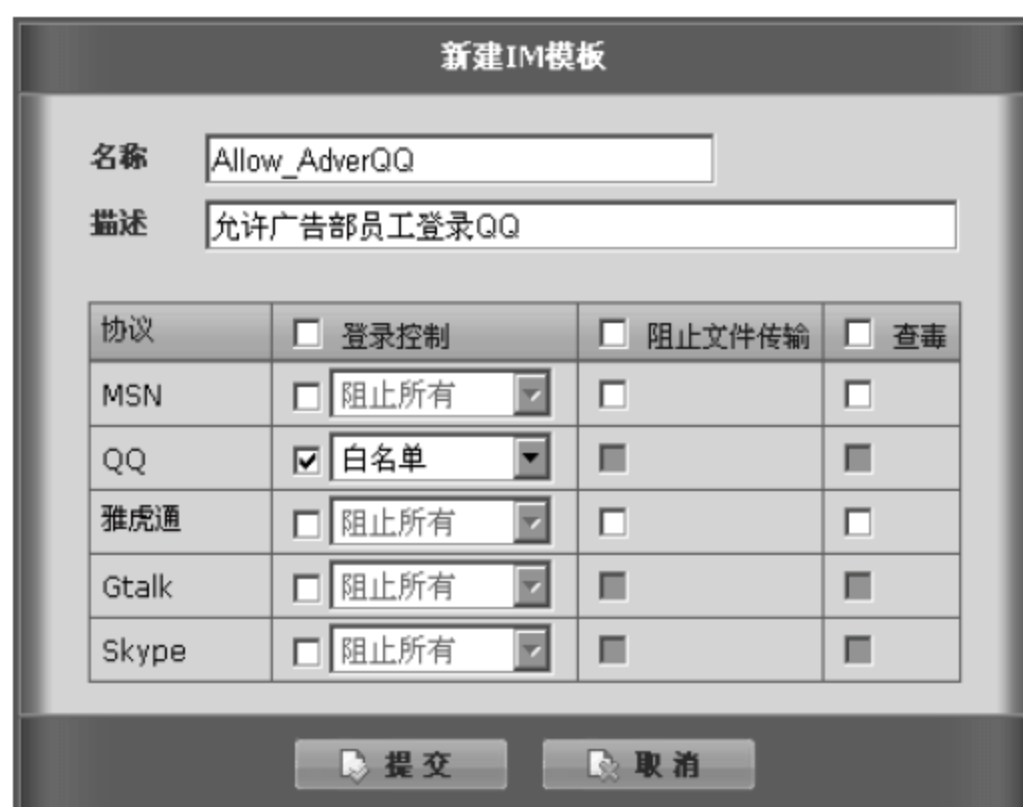 新建IM模板
名称 Allow_AdverQQ
描述 允许广告部员工登录QQ
协议 登录控制 阻止文件传输 查毒
MSN 阻止所有
QQ 白名单
雅虎通 阻止所有
Gtalk 阻止所有
Skype 阻止所有
提交 取消